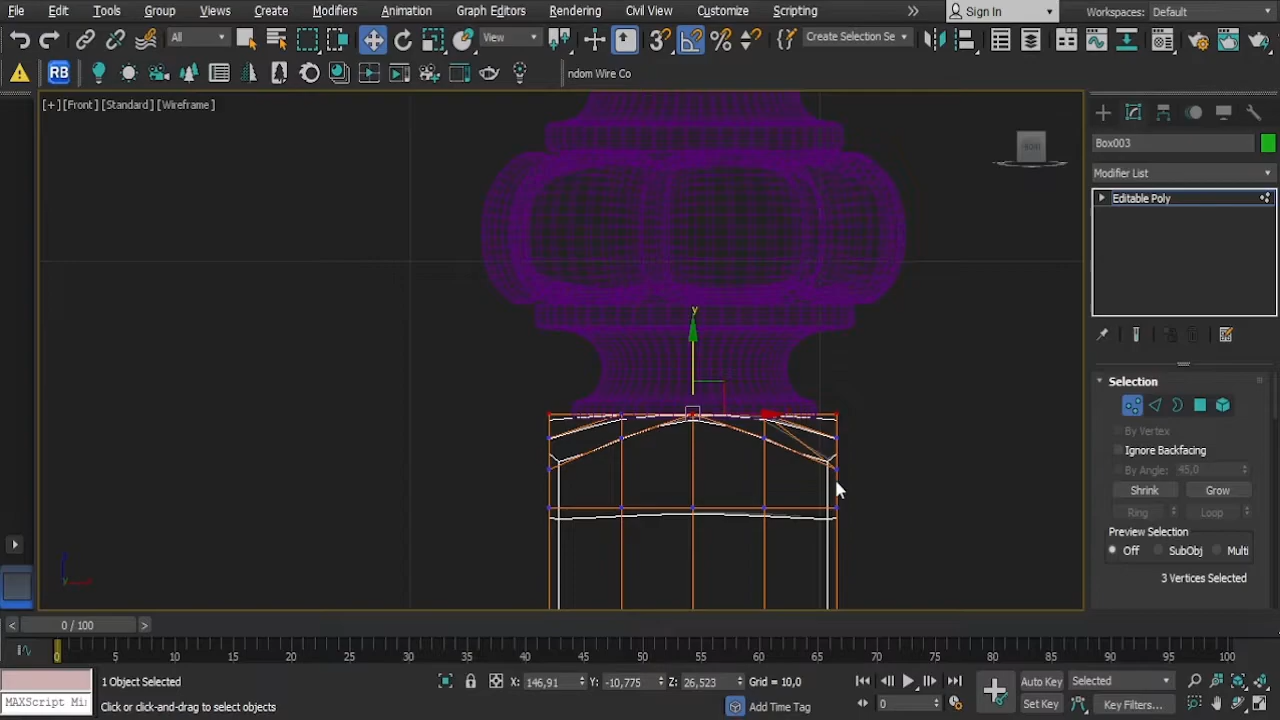 File Edit Tools Group Views Create Modifiers Animation Graph Editors Rendering Civil View Customize Scripting Sign In Workspaces: Default
All View Create Selection Se
RB ndom Wire Co
[+] [Front] [Standard] [Wireframe]
Box003
Modifier List
Editable Poly
y
Selection
By Vertex
Ignore Backfacing
By Angle: 45,0
Shrink Grow
Ring Loop
Preview Selection
Off SubObj Multi
3 Vertices Selected
0 / 100
0 5 10 15 20 25 30 35 40 45 50 55 60 65 70 75 80 85 90 95 100
1 Object Selected X: 146,91 Y: -10,775 Z: 26,523 Grid = 10,0 Auto Key Selected
MAXScript Mi Click or click-and-drag to select objects Add Time Tag 0 Set Key Key Filters...